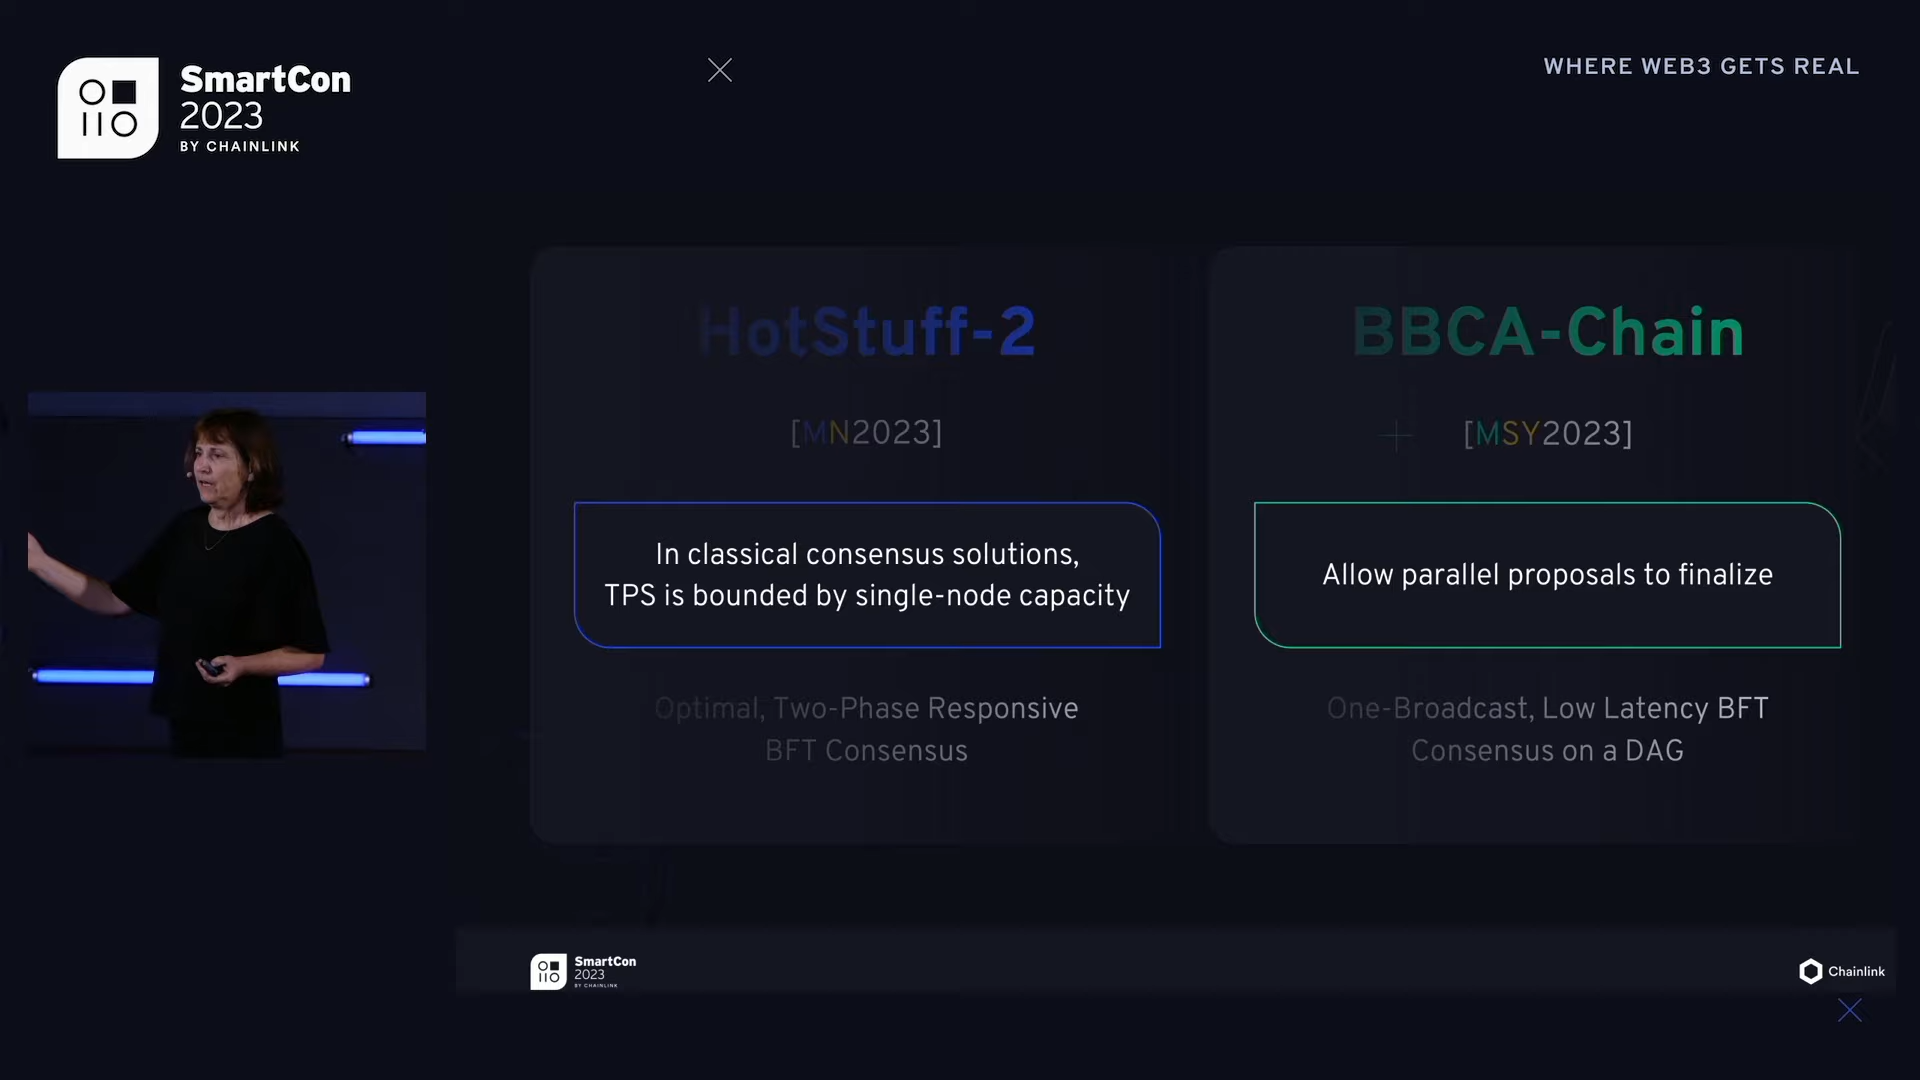 SmartCon
2023
BY CHAINLINK
WHERE WEB3 GETS REAL
HotStuff-2
[MN2023]
In classical consensus solutions,
TPS is bounded by single-node capacity
Optimal, Two-Phase Responsive
BFT Consensus
BBCA-Chain
[MSY2023]
Allow parallel proposals to finalize
One-Broadcast, Low Latency BFT
Consensus on a DAG
SmartCon
2023
BY CHAINLINK
Chainlink